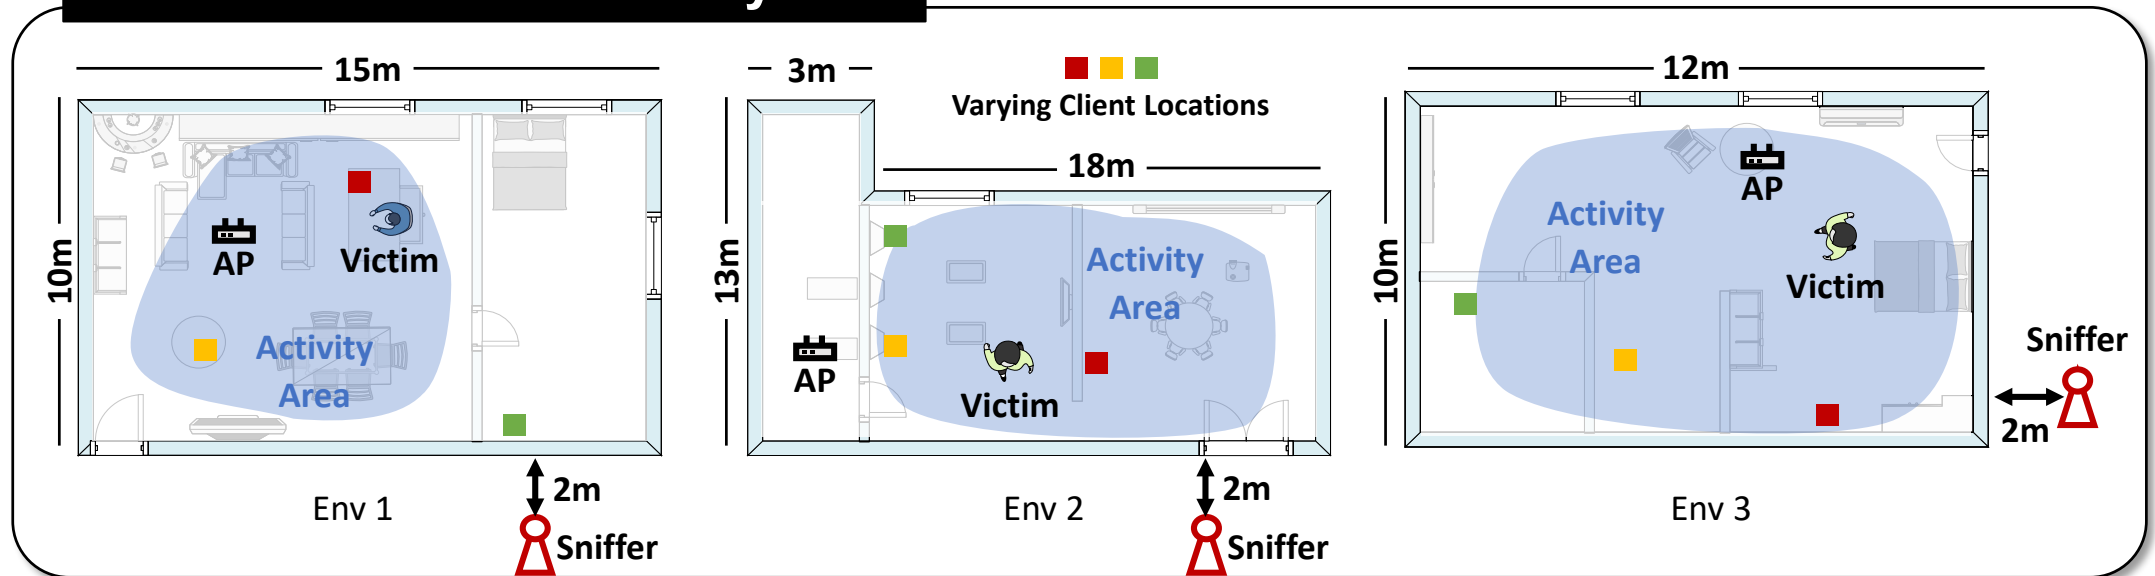 15m
10m
AP
Victim
Activity
Area
2m
Sniffer
Env 1
3m
Varying Client Locations
18m
13m
Activity
Area
AP
Victim
2m
Sniffer
Env 2
12m
10m
AP
Activity
Area
Victim
Sniffer
2m
Env 3